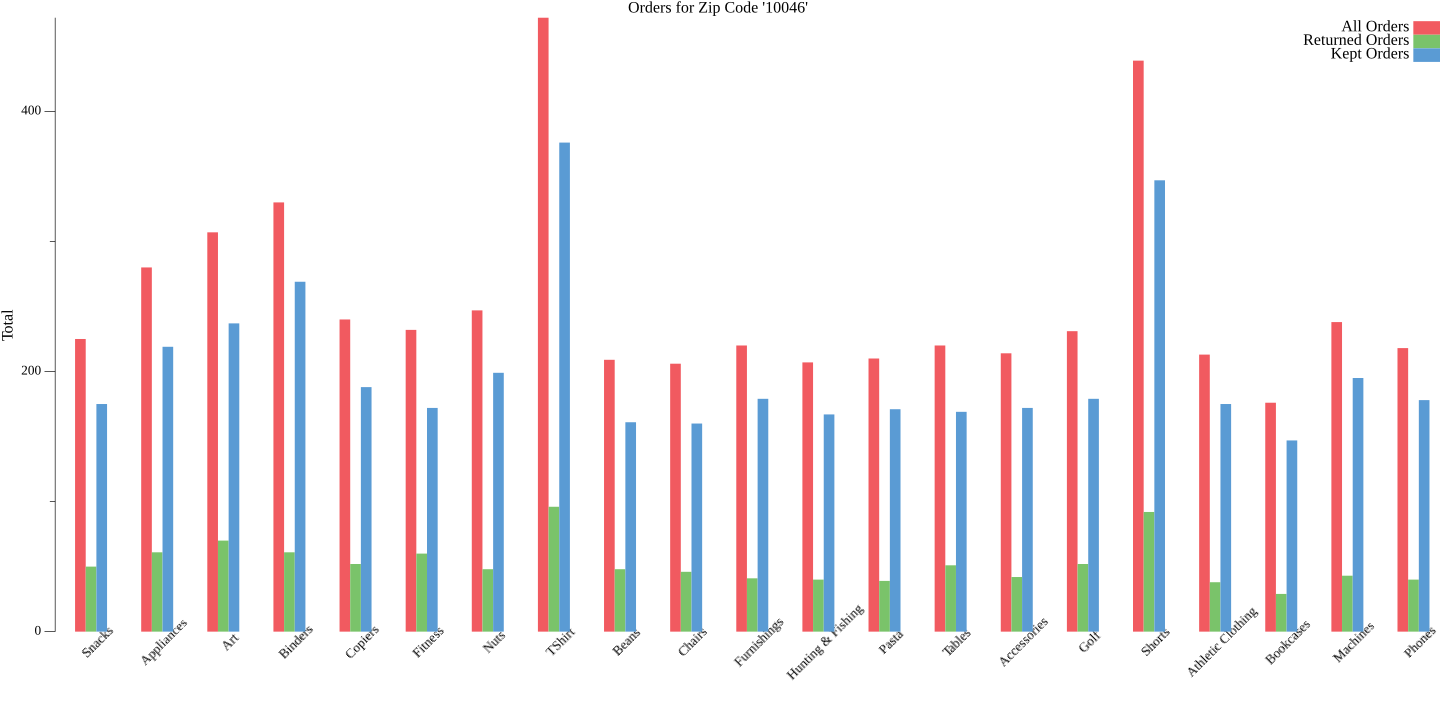 Orders for Zip Code '10046'
All Orders
Returned Orders
Kept Orders
Total
400
200
0
Snacks
Appliances
Art
Binders
Copiers
Fitness
Nuts
TShirt
Beans
Chairs
Furnishings
Hunting & Fishing
Pasta
Tables
Accessories
Golf
Shorts
Athletic Clothing
Bookcases
Machines
Phones